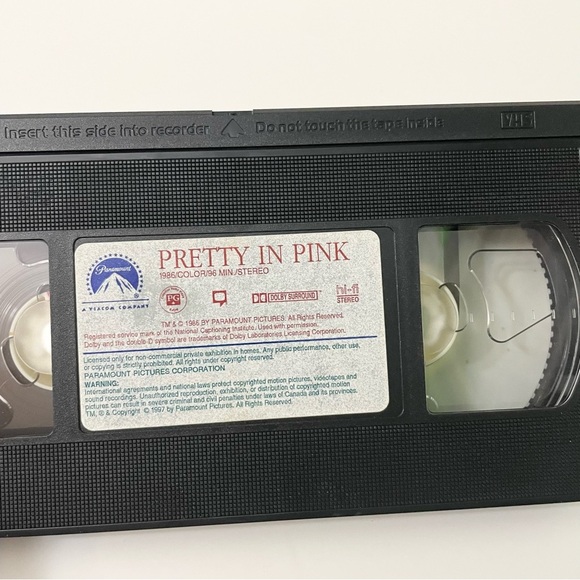 Insert this side into recorder
Do not touch the tape inside
VHS
Paramount
A VIACOM COMPANY
PRETTY IN PINK
1986/COLOR/96 MIN./STEREO
PG
DOLBY SURROUND
hi-fi
STEREO
TM & © 1986 BY PARAMOUNT PICTURES. All Rights Reserved.
Registered service mark of the National Captioning Institute. Used with permission.
Dolby and the double D symbol are trademarks of Dolby Laboratories Licensing Corporation.
Licensed only for non-commercial private exhibition in homes. Any public performance, other use,
or copying is strictly prohibited. All rights under copyright reserved.
PARAMOUNT PICTURES CORPORATION
WARNING:
International agreements and national laws protect copyrighted motion pictures, videotapes and
sound recordings. Unauthorized reproduction, exhibition, or distribution of copyrighted motion
pictures can result in severe criminal and civil penalties under laws of Canada and its provinces.
TM, ® & Copyright © 1997 by Paramount Pictures. All Rights Reserved.